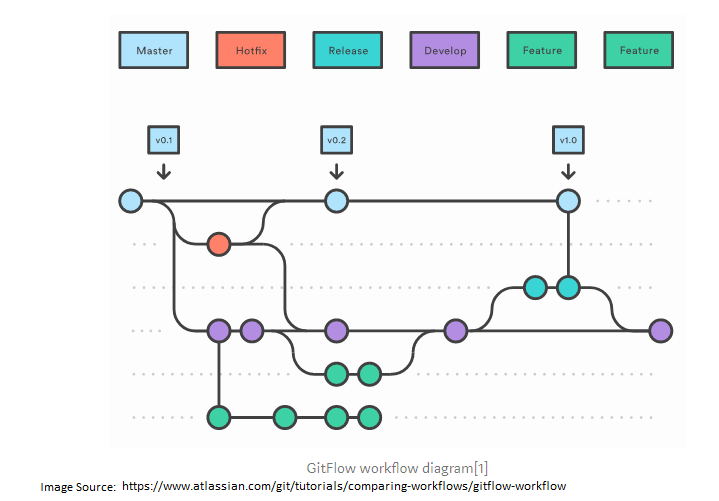 Master Hotfix Release Develop Feature Feature
v0.1 v0.2 v1.0
GitFlow workflow diagram[1]
Image Source: https://www.atlassian.com/git/tutorials/comparing-workflows/gitflow-workflow